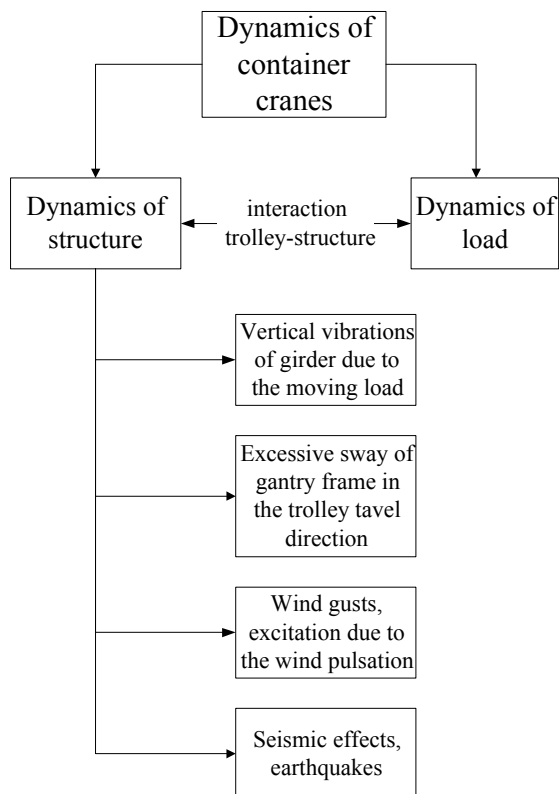 Dynamics of
container
cranes
Dynamics of
structure
interaction
trolley-structure
Dynamics of
load
Vertical vibrations
of girder due to
the moving load
Excessive sway of
gantry frame in
the trolley tavel
direction
Wind gusts,
excitation due to
the wind pulsation
Seismic effects,
earthquakes